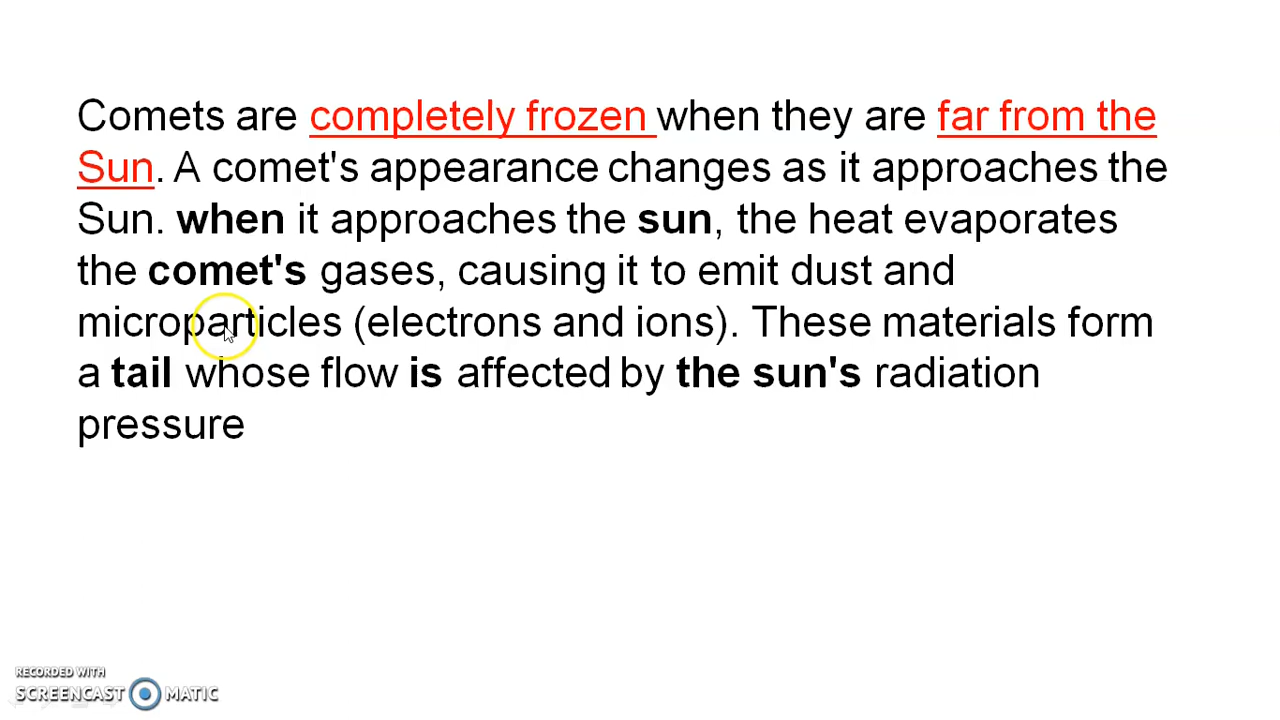 Comets are completely frozen when they are far from the
Sun. A comet's appearance changes as it approaches the
Sun. when it approaches the sun, the heat evaporates
the comet's gases, causing it to emit dust and
microparticles (electrons and ions). These materials form
a tail whose flow is affected by the sun's radiation
pressure
RECORDED WITH
SCREENCAST MATIC